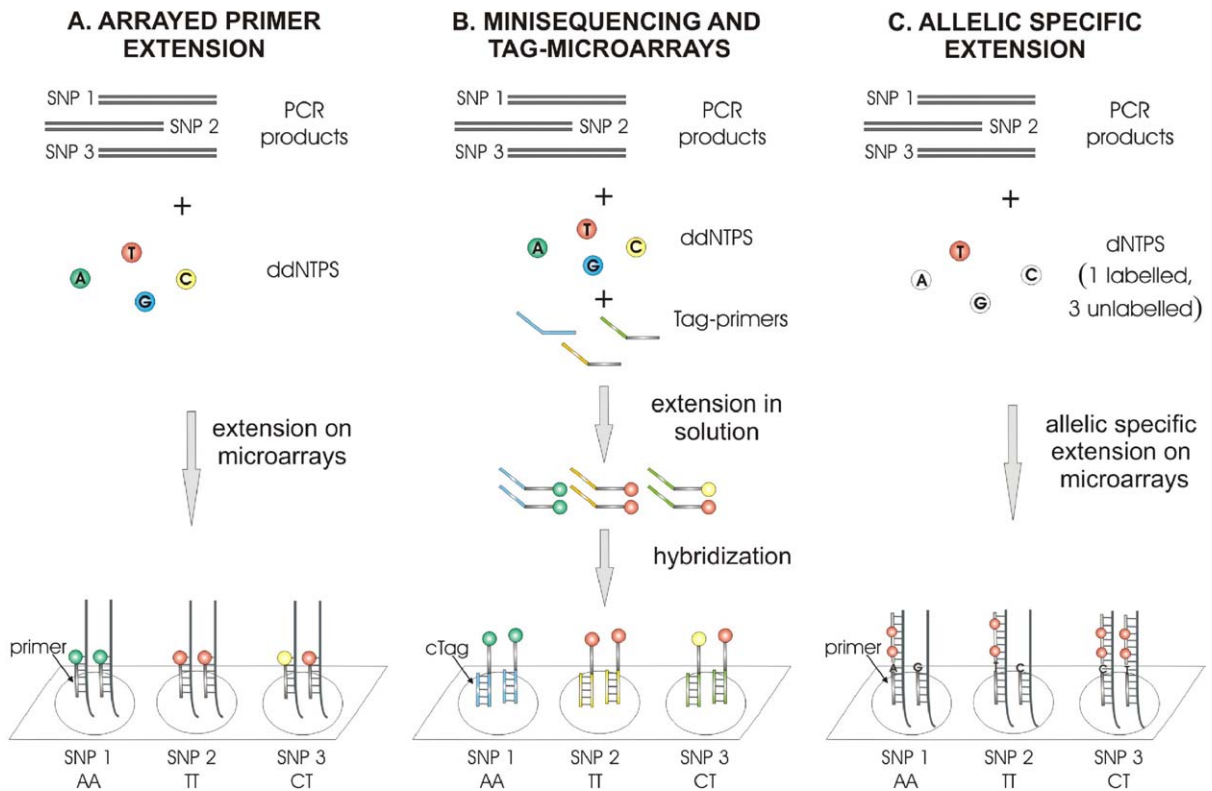 A. ARRAYED PRIMER
EXTENSION
SNP 1
SNP 2
SNP 3
PCR
products
+
A
T
G
C
ddNTPS
extension on
microarrays
primer
SNP 1
AA
SNP 2
TT
SNP 3
CT
B. MINISEQUENCING AND
TAG-MICROARRAYS
SNP 1
SNP 2
SNP 3
PCR
products
+
A
T
G
C
ddNTPS
+
Tag-primers
extension in
solution
hybridization
cTag
SNP 1
AA
SNP 2
TT
SNP 3
CT
C. ALLELIC SPECIFIC
EXTENSION
SNP 1
SNP 2
SNP 3
PCR
products
+
A
T
G
C
dNTPS
(1 labelled,
3 unlabelled)
allelic specific
extension on
microarrays
primer
A G
T C
C T
SNP 1
AA
SNP 2
TT
SNP 3
CT